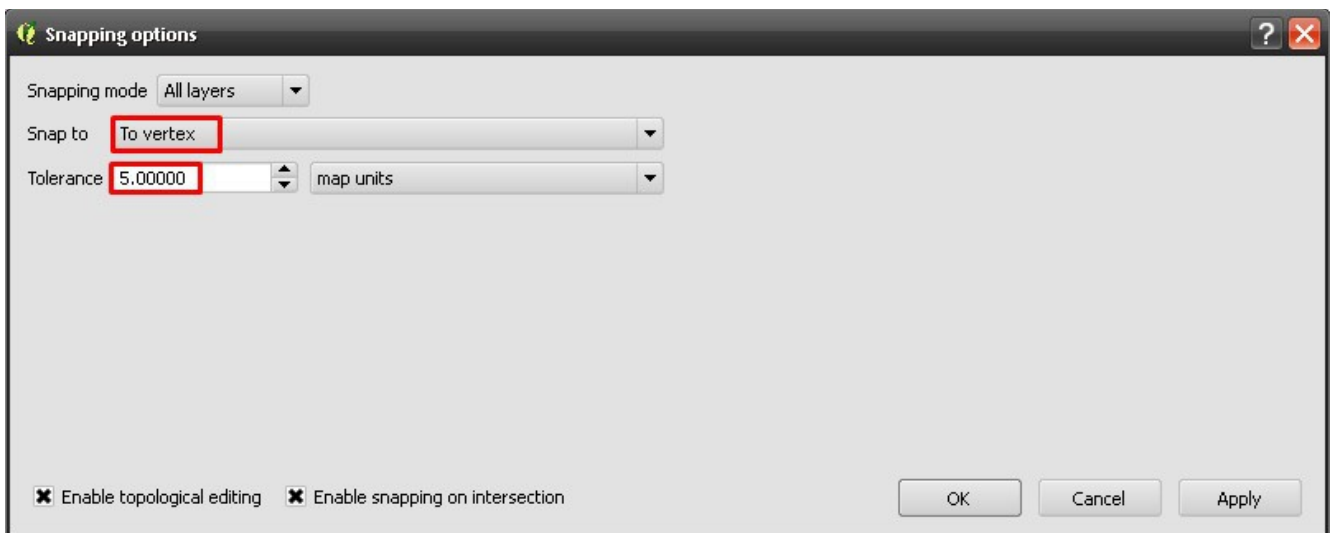 Snapping options
Snapping mode All layers
Snap to To vertex
Tolerance 5.00000 map units
Enable topological editing Enable snapping on intersection OK Cancel Apply